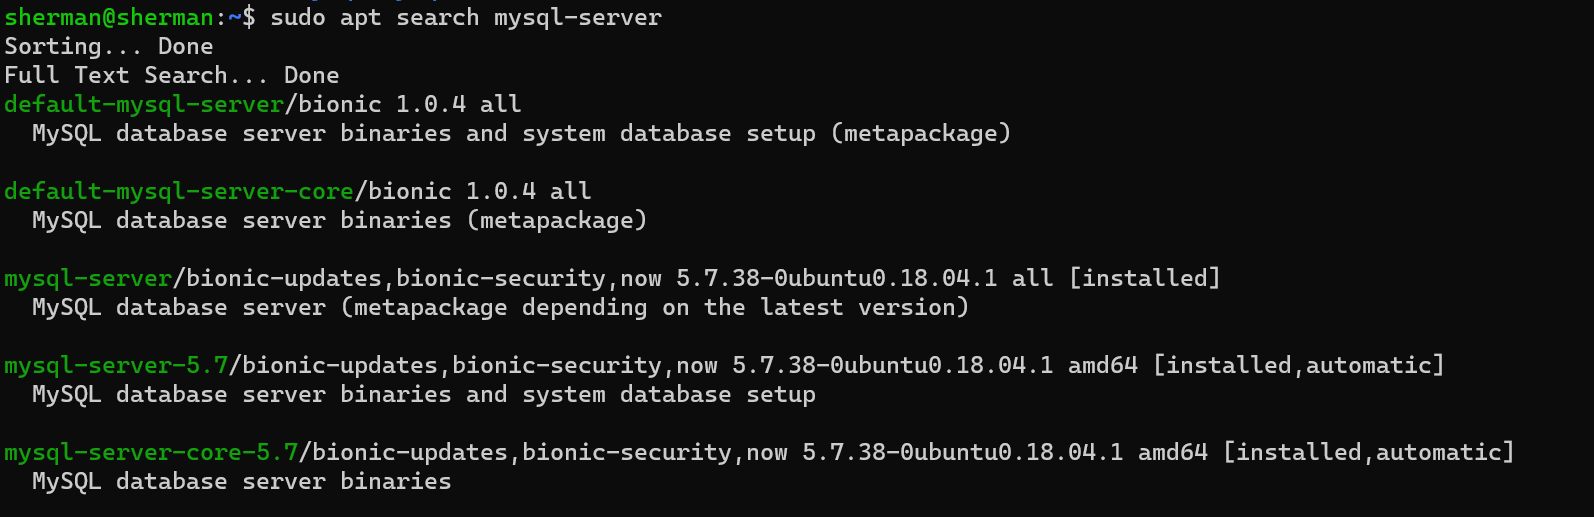 sherman@sherman:~$ sudo apt search mysql-server
Sorting... Done
Full Text Search... Done
default-mysql-server/bionic 1.0.4 all
  MySQL database server binaries and system database setup (metapackage)

default-mysql-server-core/bionic 1.0.4 all
  MySQL database server binaries (metapackage)

mysql-server/bionic-updates,bionic-security,now 5.7.38-0ubuntu0.18.04.1 all [installed]
  MySQL database server (metapackage depending on the latest version)

mysql-server-5.7/bionic-updates,bionic-security,now 5.7.38-0ubuntu0.18.04.1 amd64 [installed,automatic]
  MySQL database server binaries and system database setup

mysql-server-core-5.7/bionic-updates,bionic-security,now 5.7.38-0ubuntu0.18.04.1 amd64 [installed,automatic]
  MySQL database server binaries